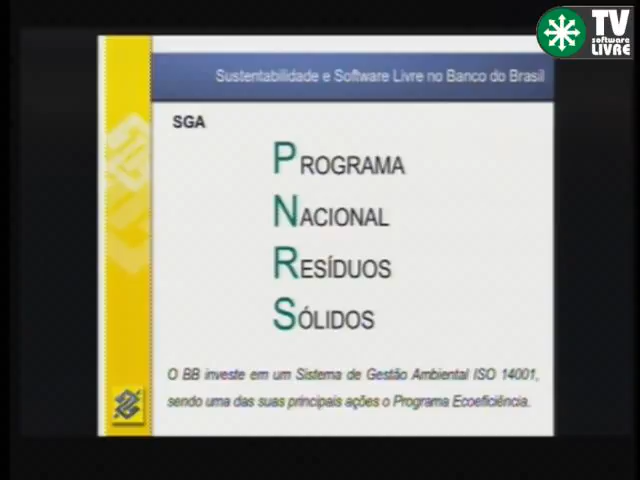 TV
software
LIVRE
Sustentabilidade e Software Livre no Banco do Brasil
SGA
PROGRAMA
NACIONAL
RESÍDUOS
SÓLIDOS
O BB investe em um Sistema de Gestão Ambiental ISO 14001,
sendo uma das suas principais ações o Programa Ecoeficiência.